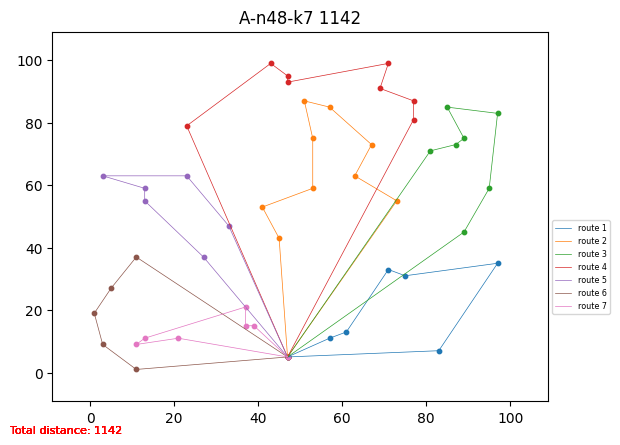 A-n48-k7 1142
100
80
60
40
20
0
0 20 40 60 80 100
route 1
route 2
route 3
route 4
route 5
route 6
route 7
Total distance: 1142